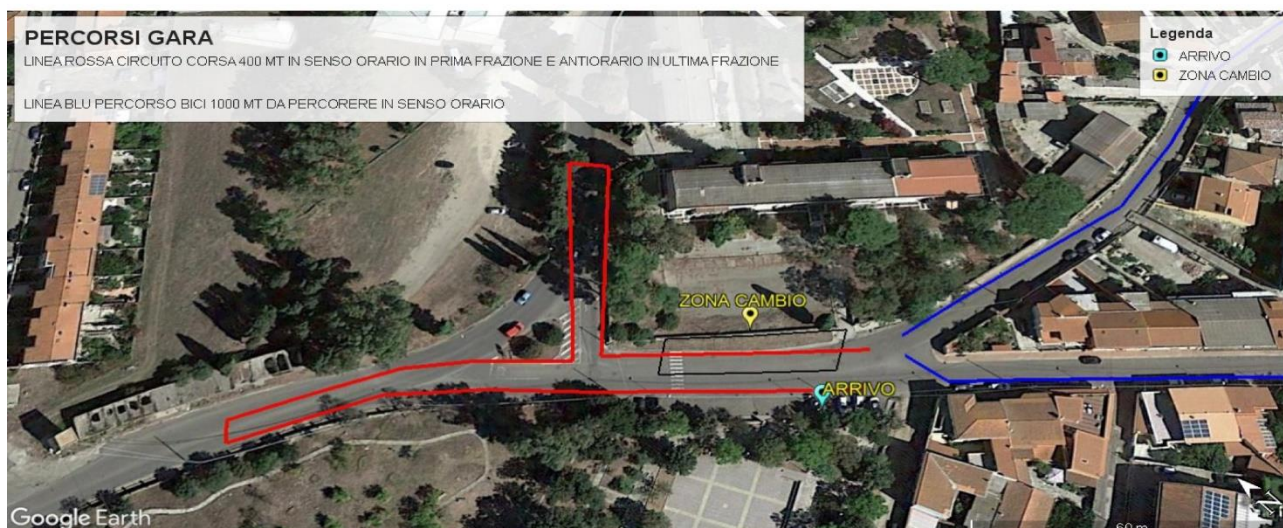 PERCORSI GARA
LINEA ROSSA CIRCUITO CORSA 400 MT IN SENSO ORARIO IN PRIMA FRAZIONE E ANTIORARIO IN ULTIMA FRAZIONE
LINEA BLU PERCORSO BICI 1000 MT DA PERCORERE IN SENSO ORARIO
Legenda
ARRIVO
ZONA CAMBIO
ZONA CAMBIO
ARRIVO
Google Earth
60 m